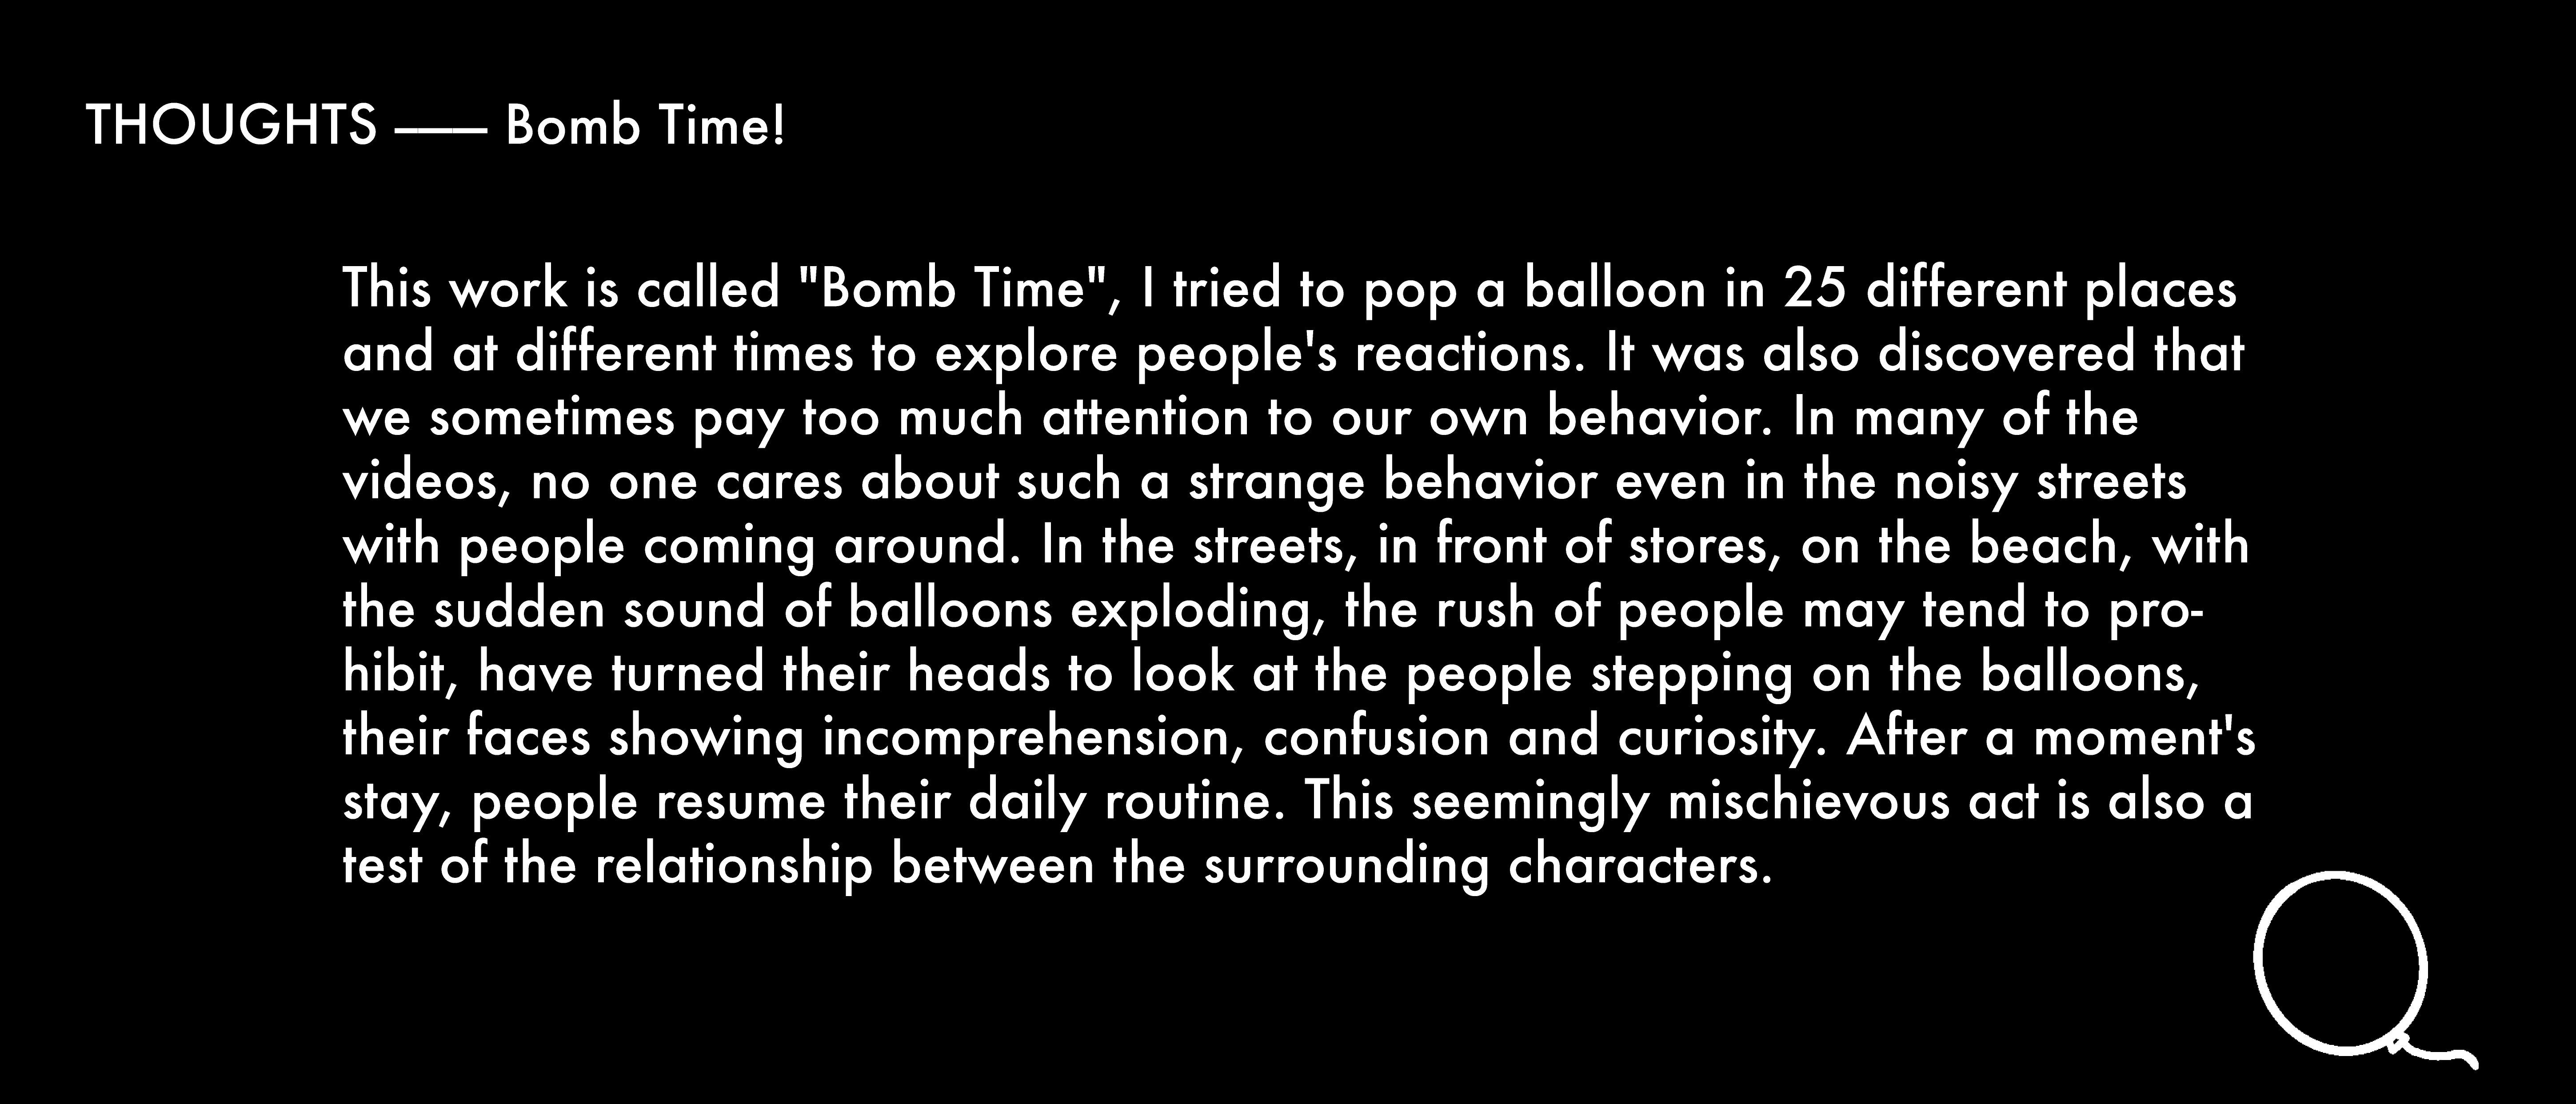 THOUGHTS —— Bomb Time!
This work is called "Bomb Time", I tried to pop a balloon in 25 different places
and at different times to explore people's reactions. It was also discovered that
we sometimes pay too much attention to our own behavior. In many of the
videos, no one cares about such a strange behavior even in the noisy streets
with people coming around. In the streets, in front of stores, on the beach, with
the sudden sound of balloons exploding, the rush of people may tend to pro-
hibit, have turned their heads to look at the people stepping on the balloons,
their faces showing incomprehension, confusion and curiosity. After a moment's
stay, people resume their daily routine. This seemingly mischievous act is also a
test of the relationship between the surrounding characters.